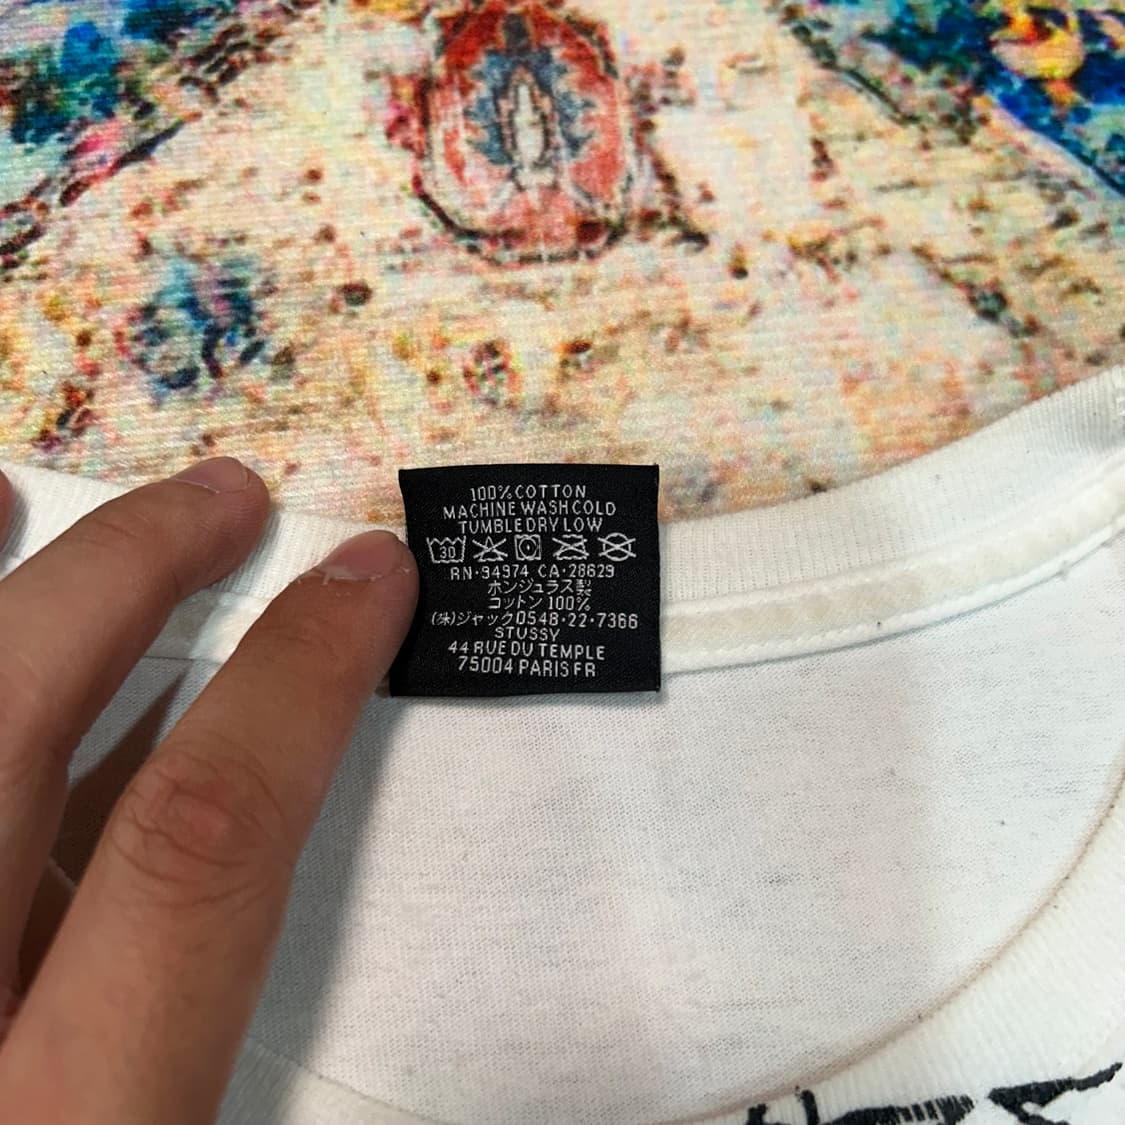 100% COTTON
MACHINE WASH COLD
TUMBLE DRY LOW
30
RN·94974 CA·28629
ホンジュラス製
コットン 100%
(株)ジャック0548·22·7366
STUSSY
44 RUE DU TEMPLE
75004 PARIS FR